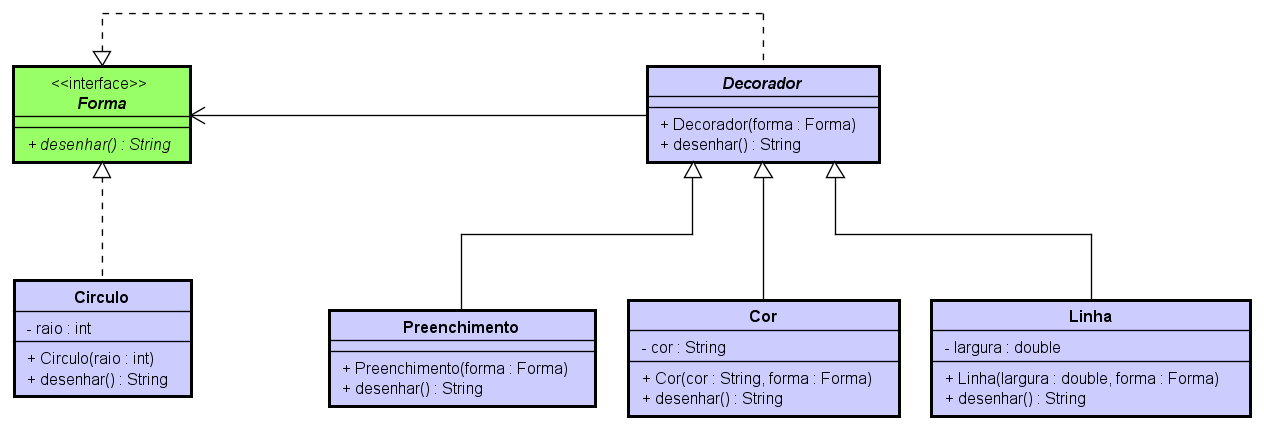 <<interface>>
Forma
+ desenhar() : String
Decorador
+ Decorador(forma : Forma)
+ desenhar() : String
Circulo
- raio : int
+ Circulo(raio : int)
+ desenhar() : String
Preenchimento
+ Preenchimento(forma : Forma)
+ desenhar() : String
Cor
- cor : String
+ Cor(cor : String, forma : Forma)
+ desenhar() : String
Linha
- largura : double
+ Linha(largura : double, forma : Forma)
+ desenhar() : String